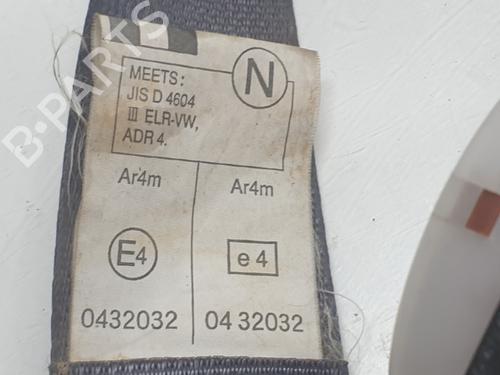 MEETS:
JIS D 4604
III ELR-VW,
ADR 4.
N
Ar4m
E4
0432032
Ar4m
e 4
04 32032
B-PARTS